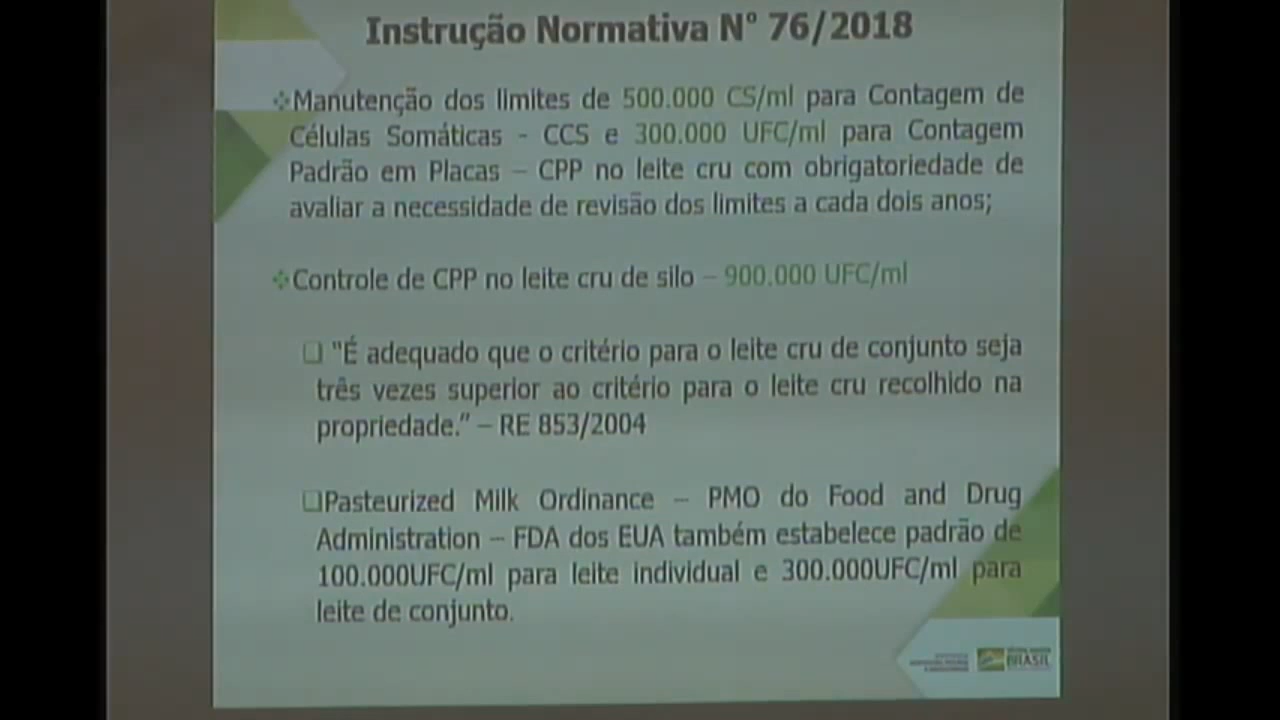 Instrução Normativa N° 76/2018
Manutenção dos limites de 500.000 CS/ml para Contagem de
Células Somáticas - CCS e 300.000 UFC/ml para Contagem
Padrão em Placas – CPP no leite cru com obrigatoriedade de
avaliar a necessidade de revisão dos limites a cada dois anos;
Controle de CPP no leite cru de silo – 900.000 UFC/ml
"É adequado que o critério para o leite cru de conjunto seja
três vezes superior ao critério para o leite cru recolhido na
propriedade." – RE 853/2004
Pasteurized Milk Ordinance – PMO do Food and Drug
Administration – FDA dos EUA também estabelece padrão de
100.000UFC/ml para leite individual e 300.000UFC/ml para
leite de conjunto.
BRASIL